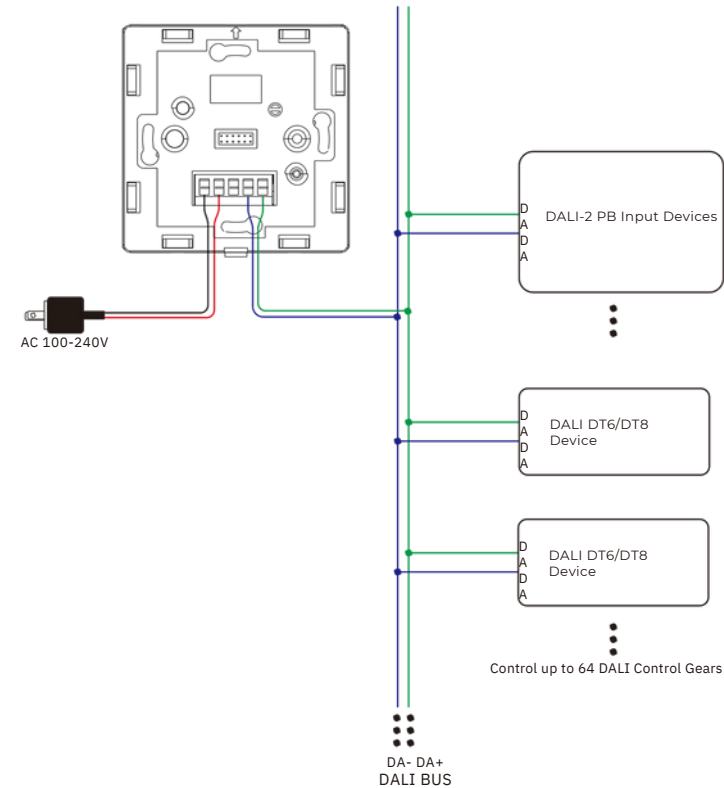 D
A
D
A
DALI-2 PB Input Devices
AC 100-240V
D
A
D
A
DALI DT6/DT8
Device
D
A
D
A
DALI DT6/DT8
Device
Control up to 64 DALI Control Gears
DA- DA+
DALI BUS